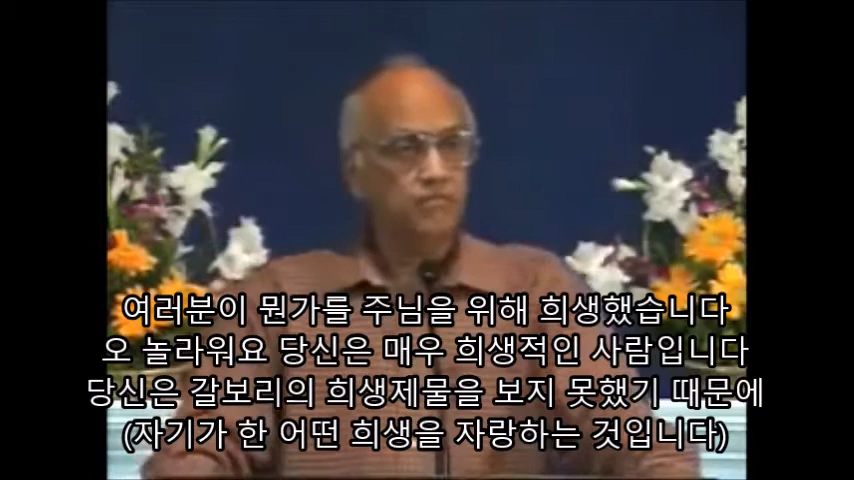 여러분이 뭔가를 주님을 위해 희생했습니다
오 놀라워요 당신은 매우 희생적인 사람입니다
당신은 갈보리의 희생제물을 보지 못했기 때문에
(자기가 한 어떤 희생을 자랑하는 것입니다)